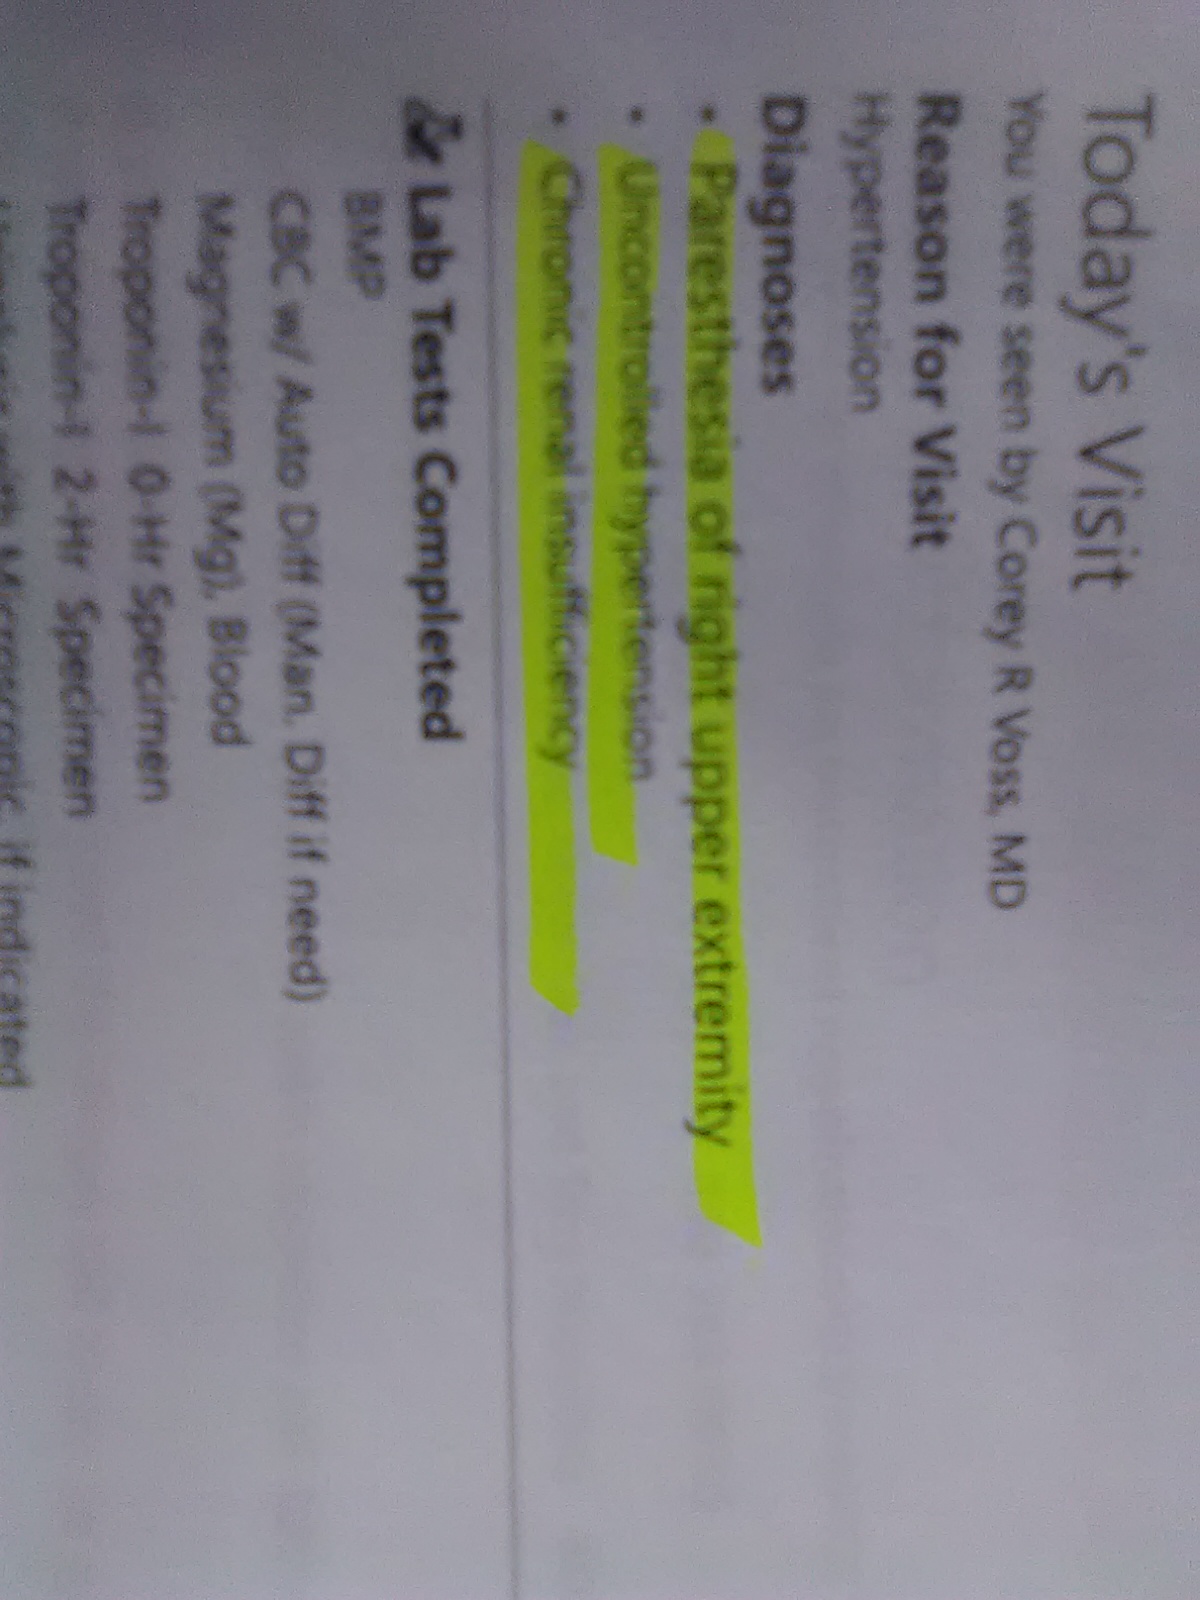 Today's Visit
You were seen by Corey R Voss, MD
Reason for Visit
Hypertension
Diagnoses
• Paresthesia of right upper extremity
• Uncontrolled hypertension
• Chronic renal insufficiency
Lab Tests Completed
BMP
CBC w/ Auto Diff (Man. Diff if need)
Magnesium (Mg), Blood
Troponin-I 0-Hr Specimen
Troponin-I 2-Hr Specimen
with Microscopic if indicated